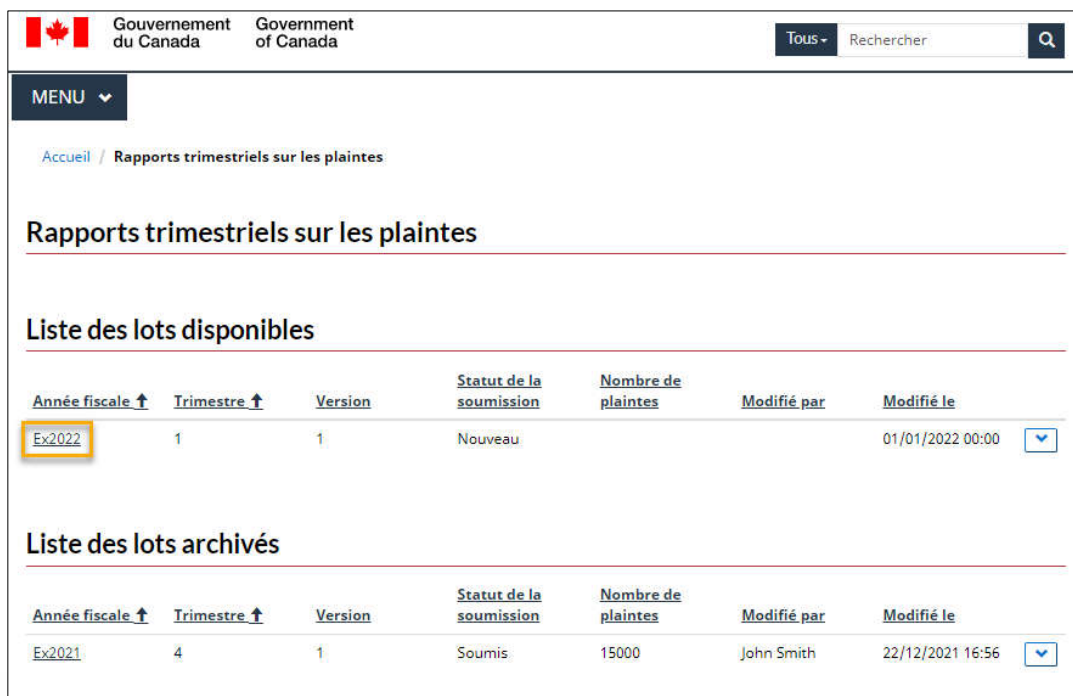 Gouvernement du Canada
Government of Canada
Tous
Rechercher
MENU
Accueil / Rapports trimestriels sur les plaintes
Rapports trimestriels sur les plaintes
Liste des lots disponibles
Année fiscale ↑ Trimestre ↑ Version Statut de la soumission Nombre de plaintes Modifié par Modifié le
Ex2022 1 1 Nouveau 01/01/2022 00:00
Liste des lots archivés
Année fiscale ↑ Trimestre ↑ Version Statut de la soumission Nombre de plaintes Modifié par Modifié le
Ex2021 4 1 Soumis 15000 John Smith 22/12/2021 16:56